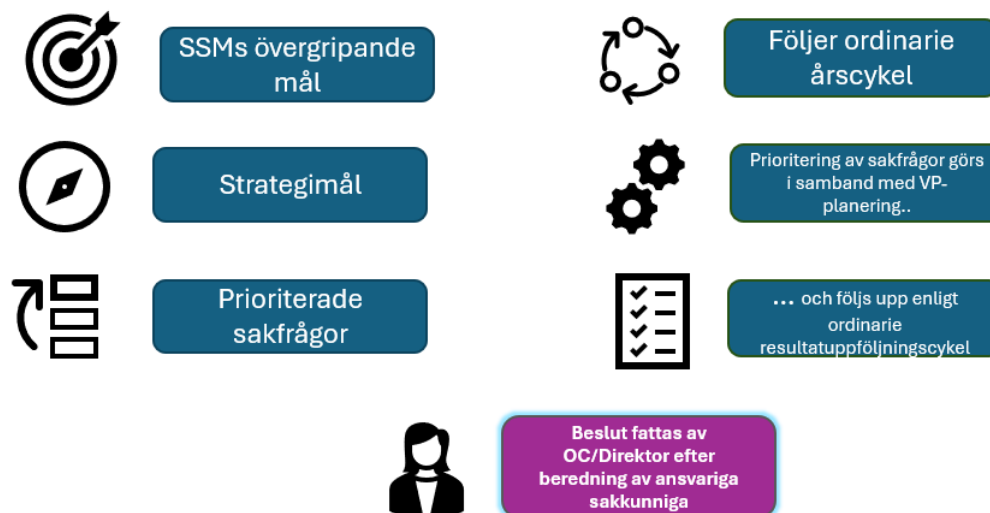 SSMs övergripande
mål
Strategimål
Prioriterade
sakfrågor
Följer ordinarie
årscykel
Prioritering av sakfrågor görs
i samband med VP-
planering..
... och följs upp enligt
ordinarie
resultatuppföljningscykel
Beslut fattas av
OC/Direktor efter
beredning av ansvariga
sakkunniga